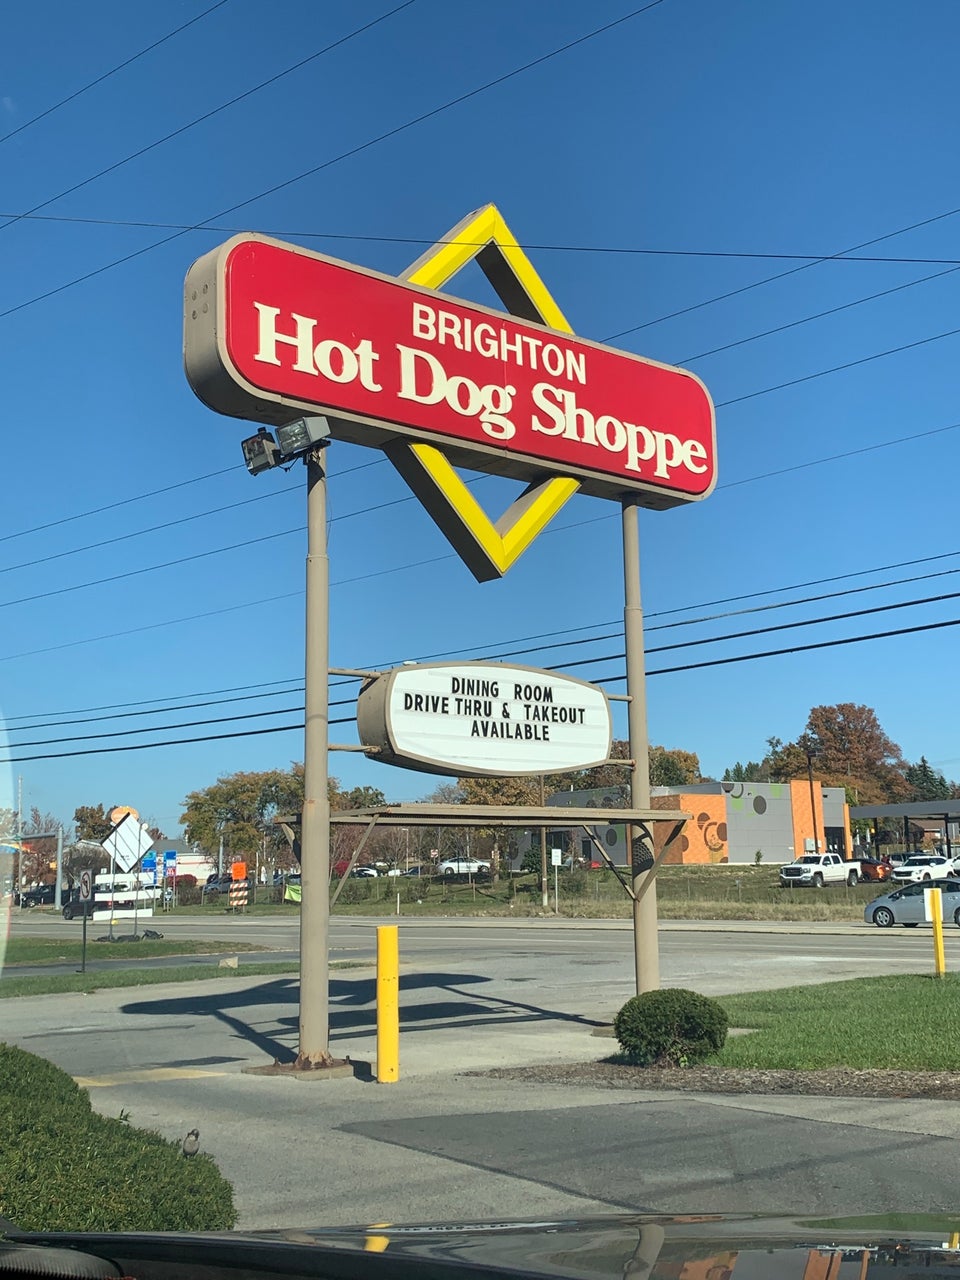 BRIGHTON
Hot Dog Shoppe
DINING ROOM
DRIVE THRU & TAKEOUT
AVAILABLE